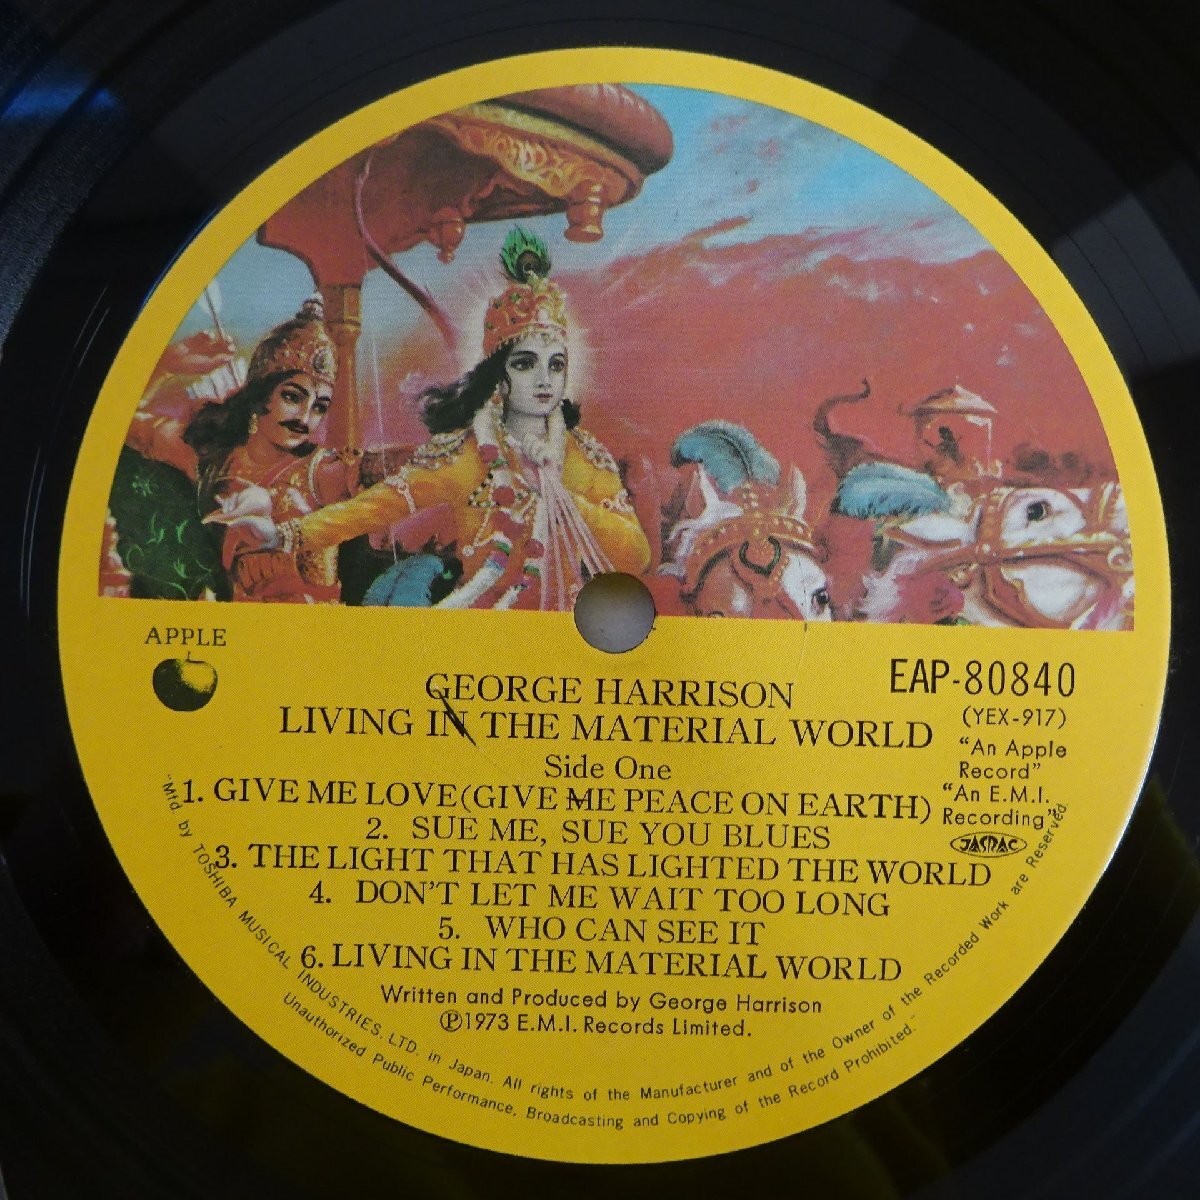 APPLE
EAP-80840
(YEX-917)
GEORGE HARRISON
LIVING IN THE MATERIAL WORLD
"An Apple
Record"
"An E.M.I.
Recording"
JASRAC
Side One
1. GIVE ME LOVE(GIVE ME PEACE ON EARTH)
2. SUE ME, SUE YOU BLUES
3. THE LIGHT THAT HAS LIGHTED THE WORLD
4. DON'T LET ME WAIT TOO LONG
5. WHO CAN SEE IT
6. LIVING IN THE MATERIAL WORLD
Written and Produced by George Harrison
Ⓟ1973 E.M.I. Records Limited.
"Mfd. by TOSHIBA MUSICAL INDUSTRIES, LTD. in Japan. All rights of the Manufacturer and of the Owner of the Recorded Work are Reserved.
Unauthorized Public Performance, Broadcasting and Copying of the Record Prohibited."